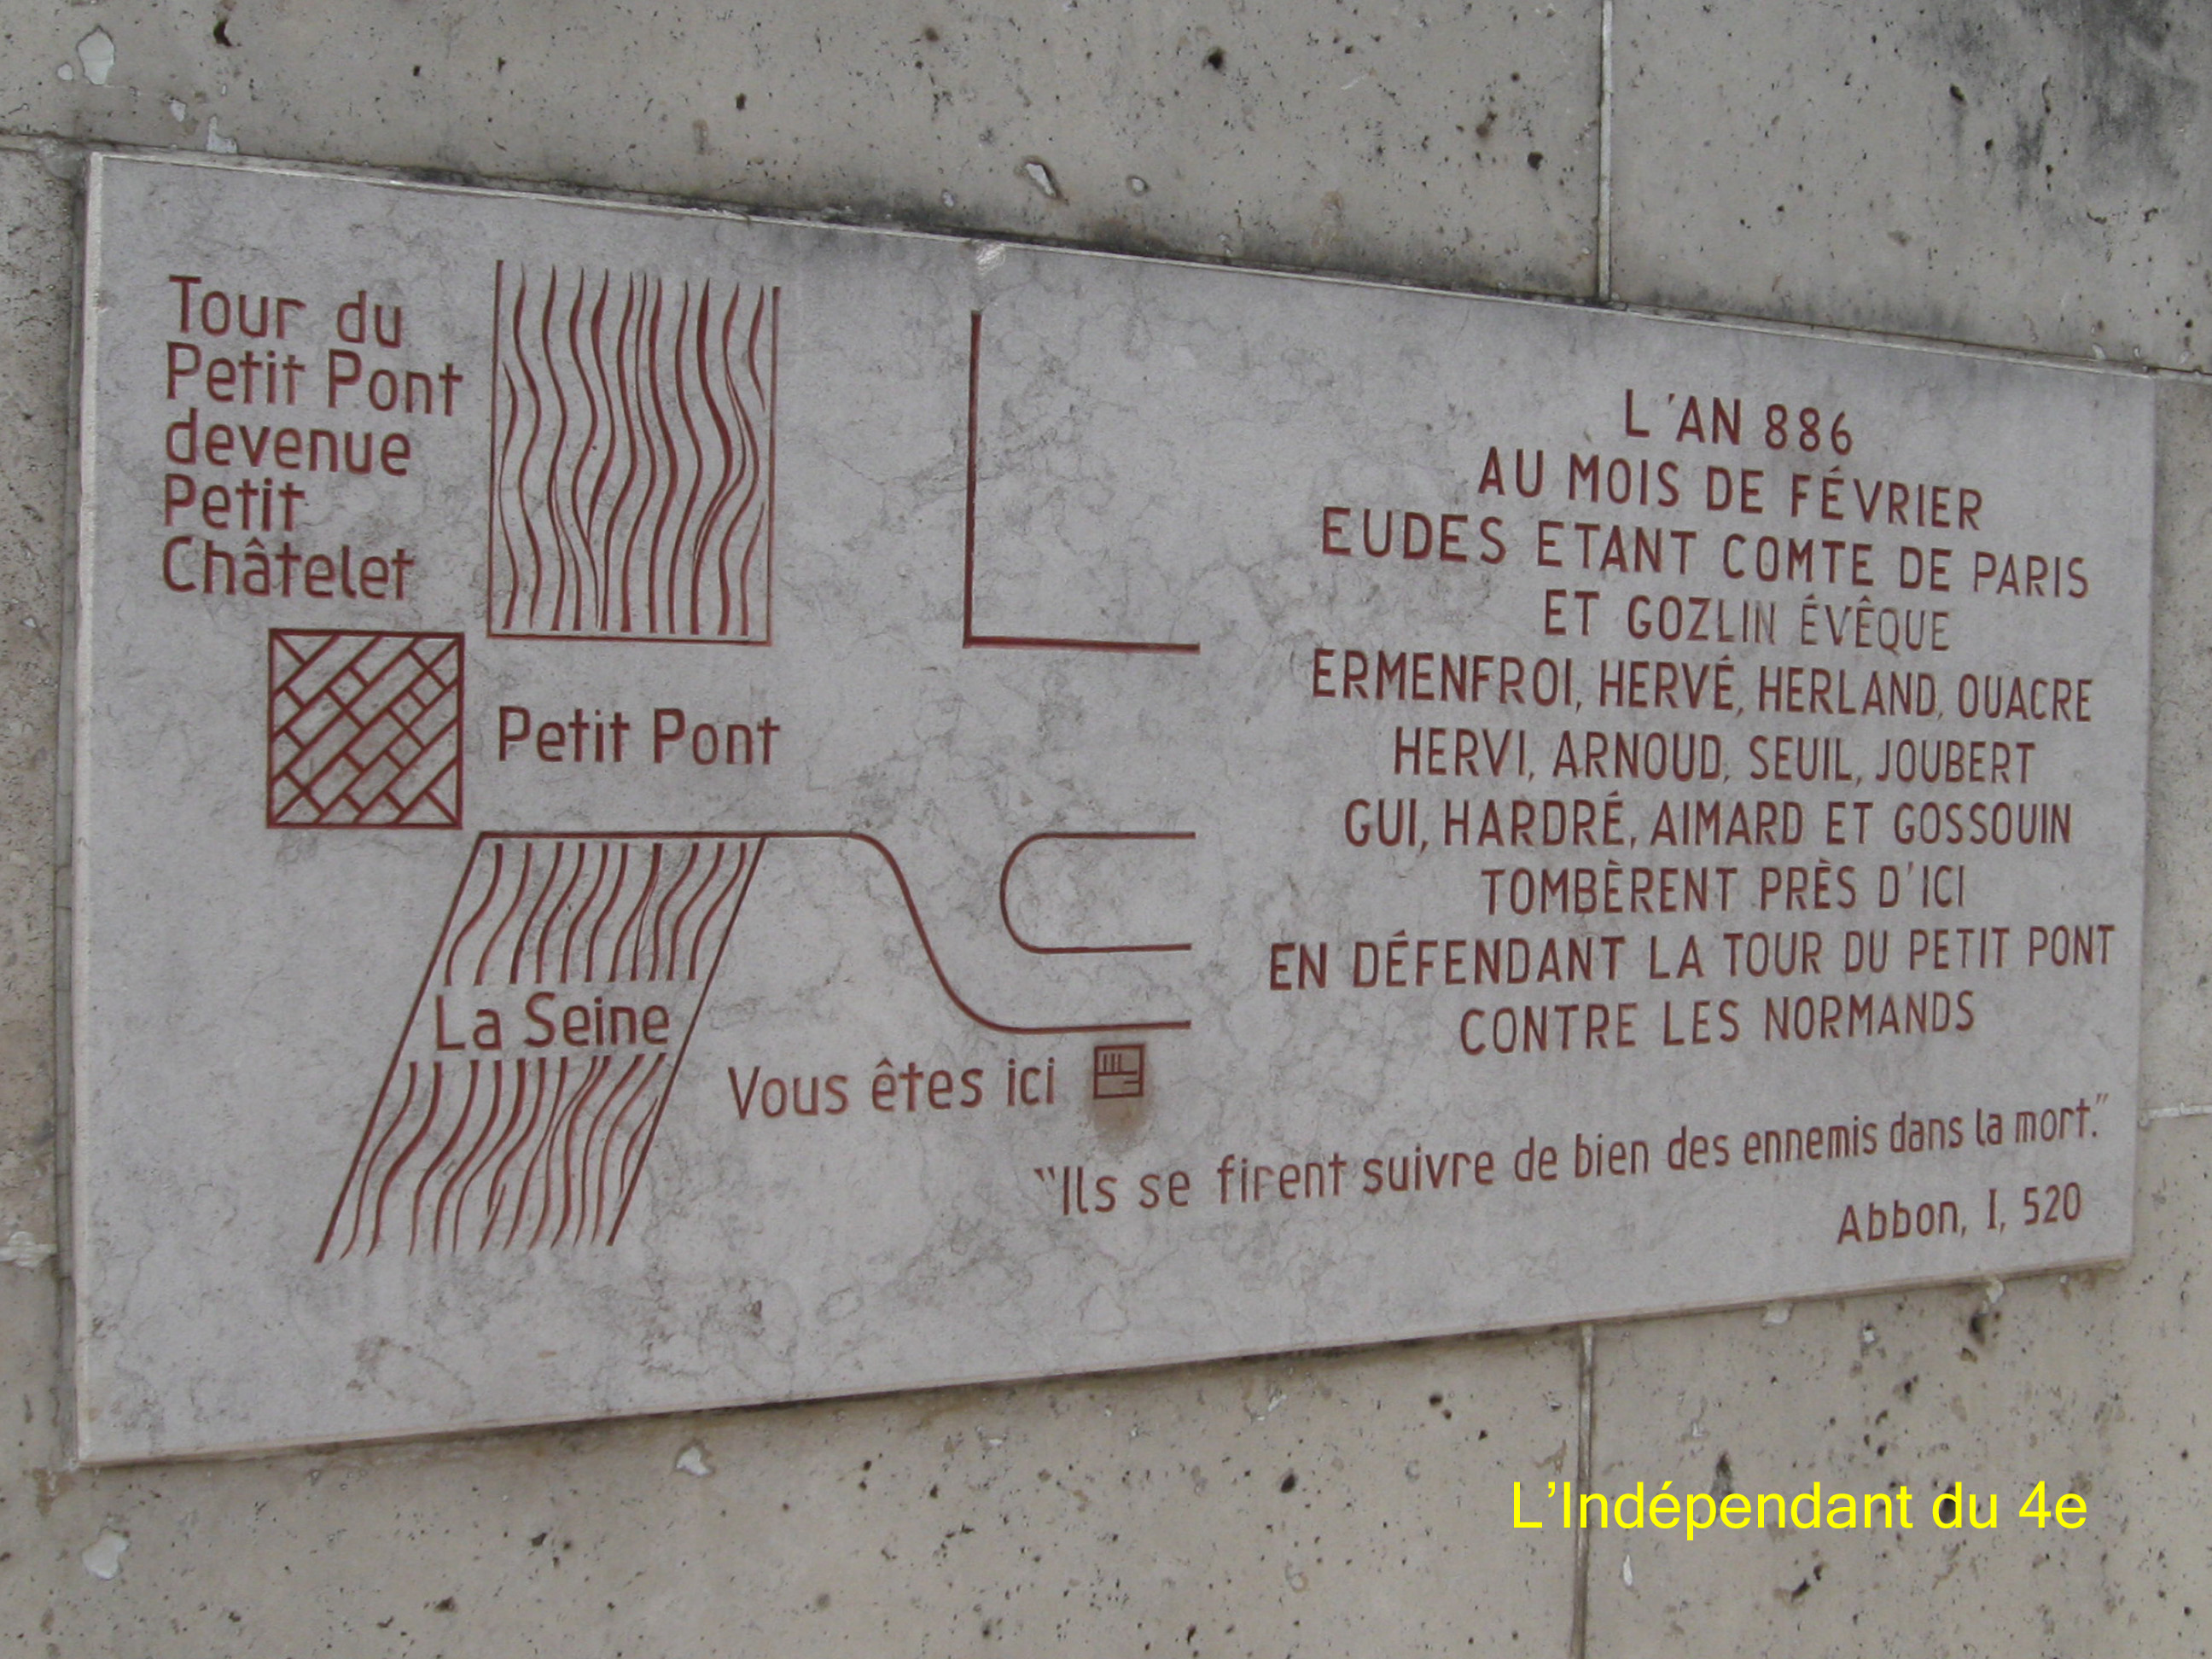 Tour du
Petit Pont
devenue
Petit
Châtelet
Petit Pont
La Seine
Vous êtes ici
L'AN 886
AU MOIS DE FÉVRIER
EUDES ETANT COMTE DE PARIS
ET GOZLIN ÉVÊQUE
ERMENFROI, HERVÉ, HERLAND, OUACRE
HERVI, ARNOUD, SEUIL, JOUBERT
GUI, HARDRÉ, AIMARD ET GOSSOUIN
TOMBÈRENT PRÈS D'ICI
EN DÉFENDANT LA TOUR DU PETIT PONT
CONTRE LES NORMANDS
"Ils se firent suivre de bien des ennemis dans la mort."
Abbon, I, 520
L'Indépendant du 4e